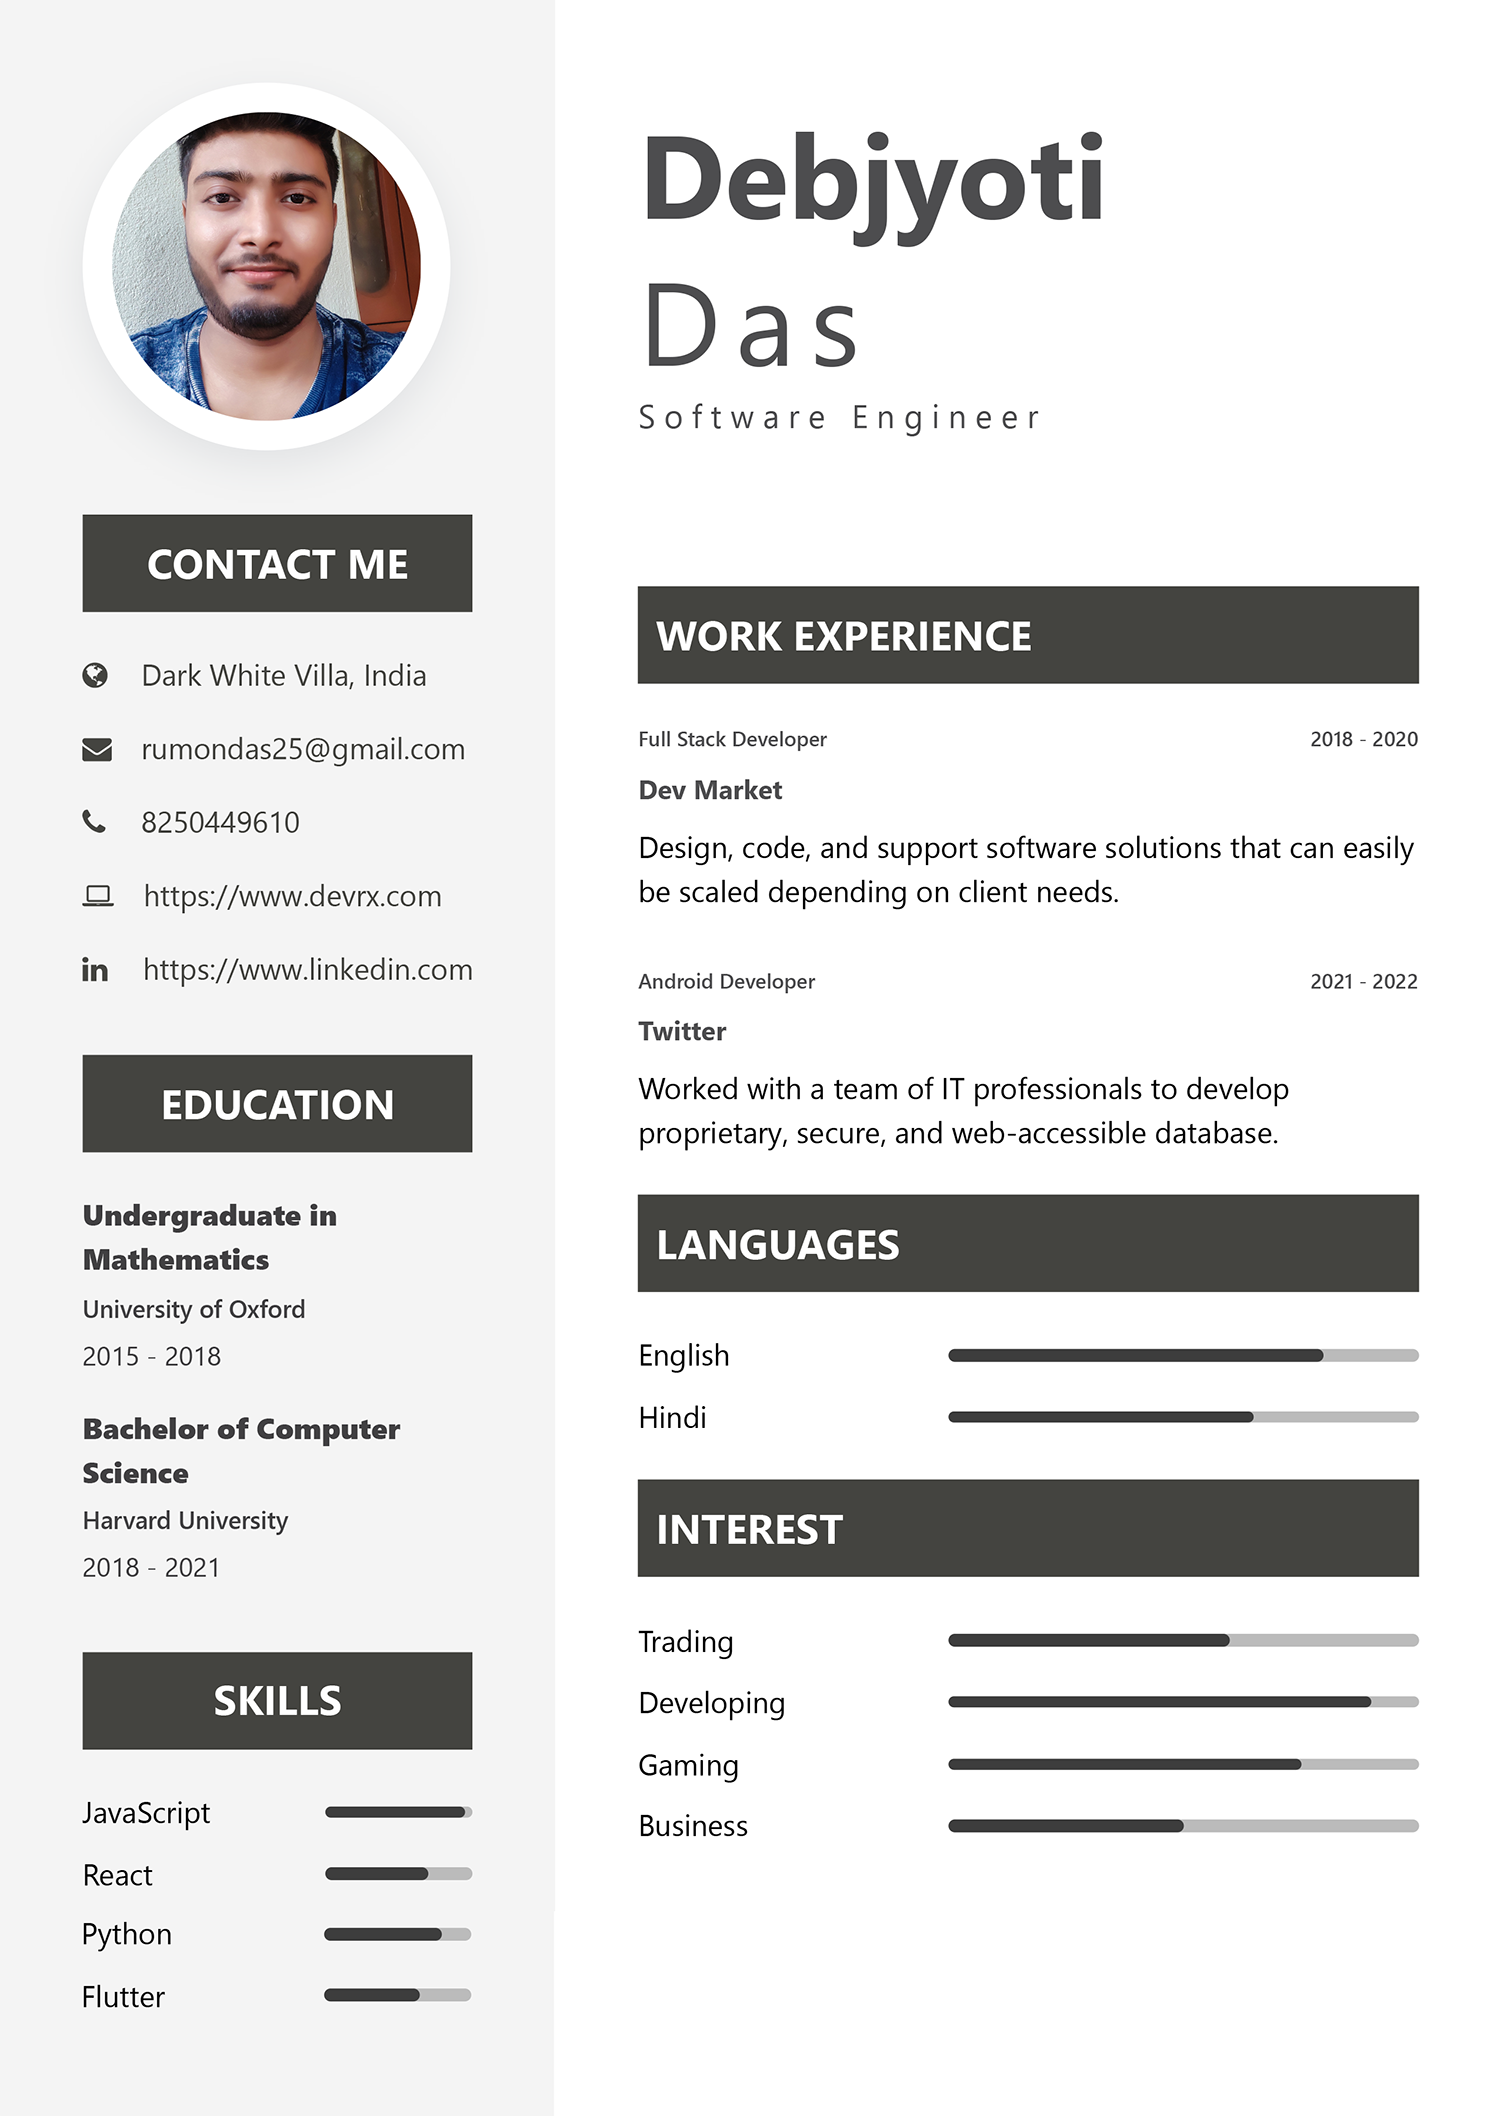 Debjyoti
Das
Software Engineer
CONTACT ME
Dark White Villa, India
rumondas25@gmail.com
8250449610
https://www.devrx.com
https://www.linkedin.com
EDUCATION
Undergraduate in
Mathematics
University of Oxford
2015 - 2018
Bachelor of Computer
Science
Harvard University
2018 - 2021
SKILLS
JavaScript
React
Python
Flutter
WORK EXPERIENCE
Full Stack Developer 2018 - 2020
Dev Market
Design, code, and support software solutions that can easily
be scaled depending on client needs.
Android Developer 2021 - 2022
Twitter
Worked with a team of IT professionals to develop
proprietary, secure, and web-accessible database.
LANGUAGES
English
Hindi
INTEREST
Trading
Developing
Gaming
Business